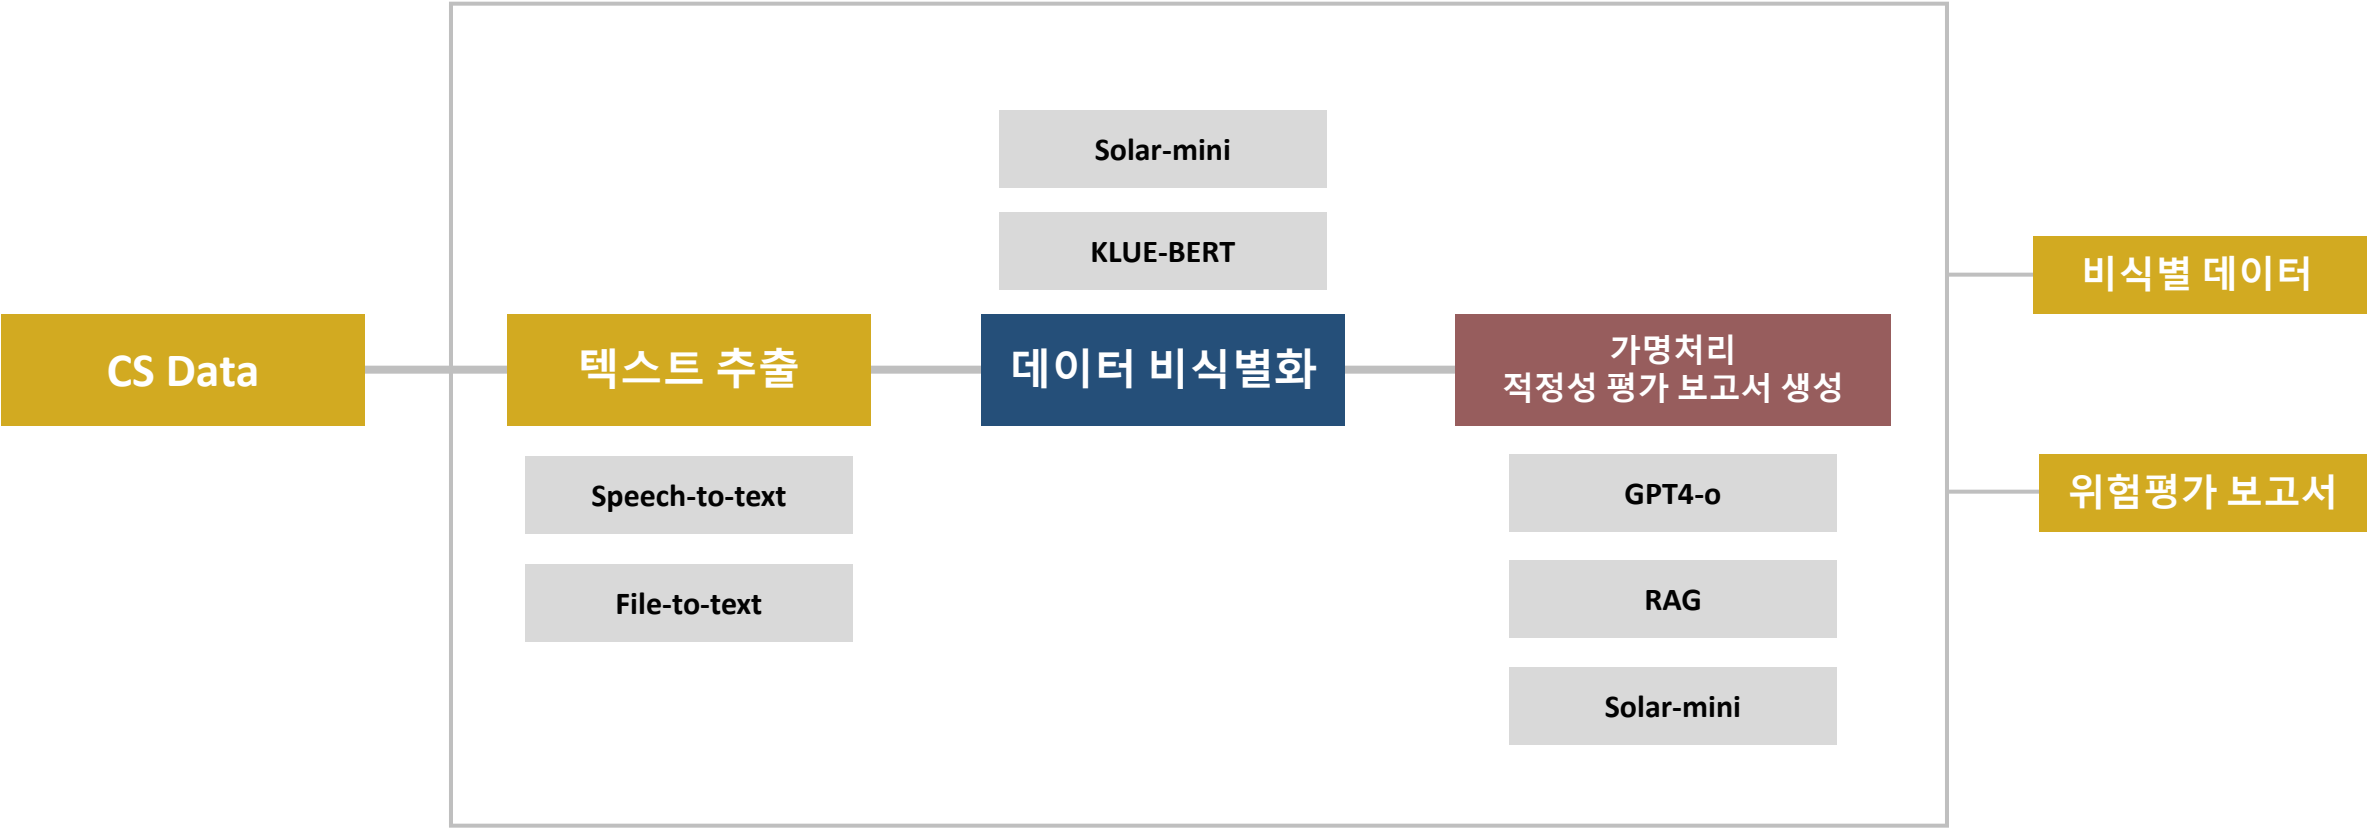 CS Data
텍스트 추출
Speech-to-text
File-to-text
Solar-mini
KLUE-BERT
데이터 비식별화
가명처리
적정성 평가 보고서 생성
GPT4-o
RAG
Solar-mini
비식별 데이터
위험평가 보고서